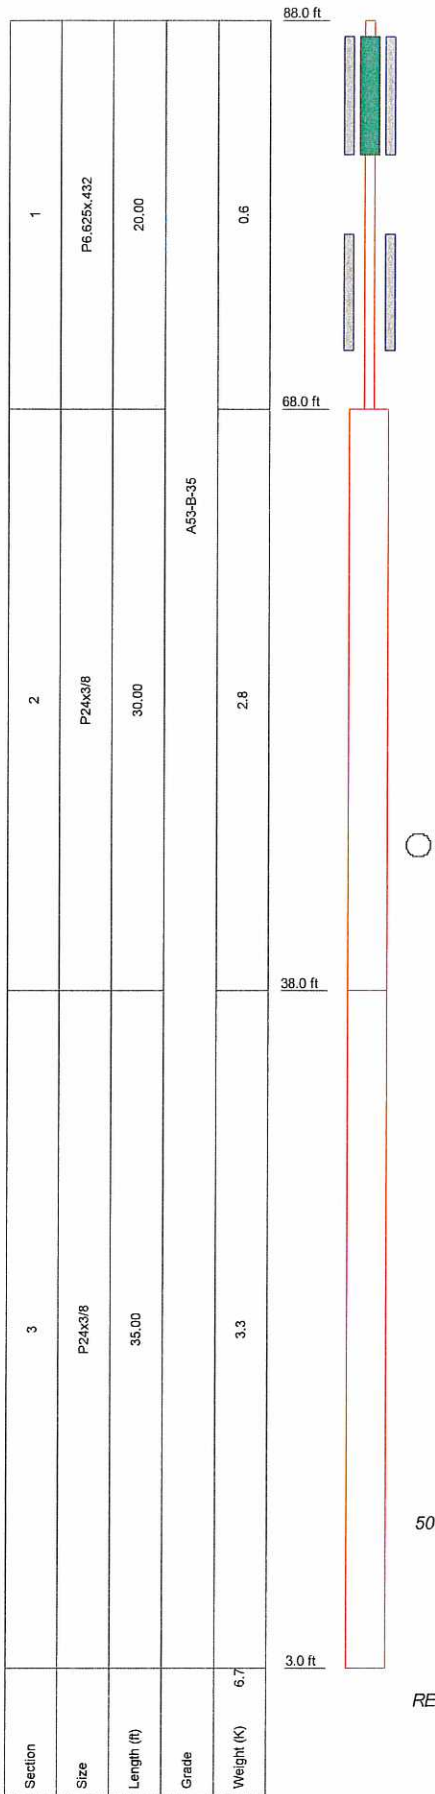 88.0 ft
1
P6.625x.432
20.00
0.6
68.0 ft
A53-B-35
2
P24x3/8
30.00
2.8
38.0 ft
3
P24x3/8
35.00
3.3
50
3.0 ft
6.7
RE
Section
Size
Length (ft)
Grade
Weight (K)